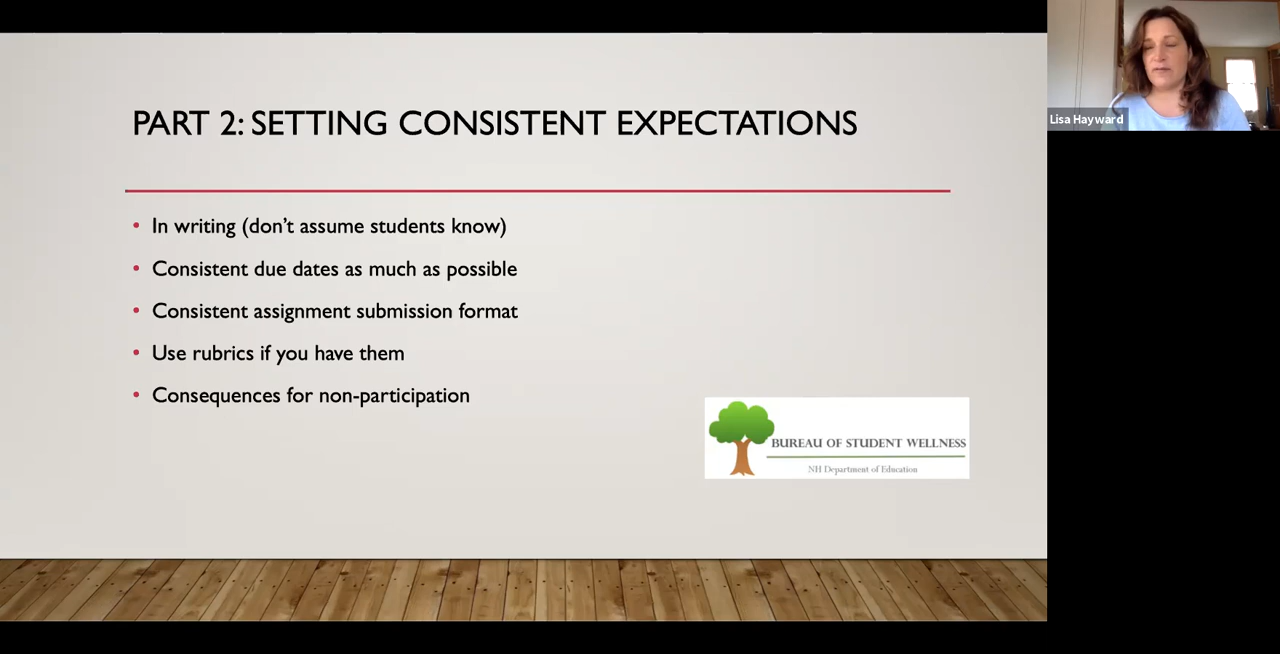 PART 2: SETTING CONSISTENT EXPECTATIONS
• In writing (don’t assume students know)
• Consistent due dates as much as possible
• Consistent assignment submission format
• Use rubrics if you have them
• Consequences for non-participation
BUREAU OF STUDENT WELLNESS
NH Department of Education
Lisa Hayward